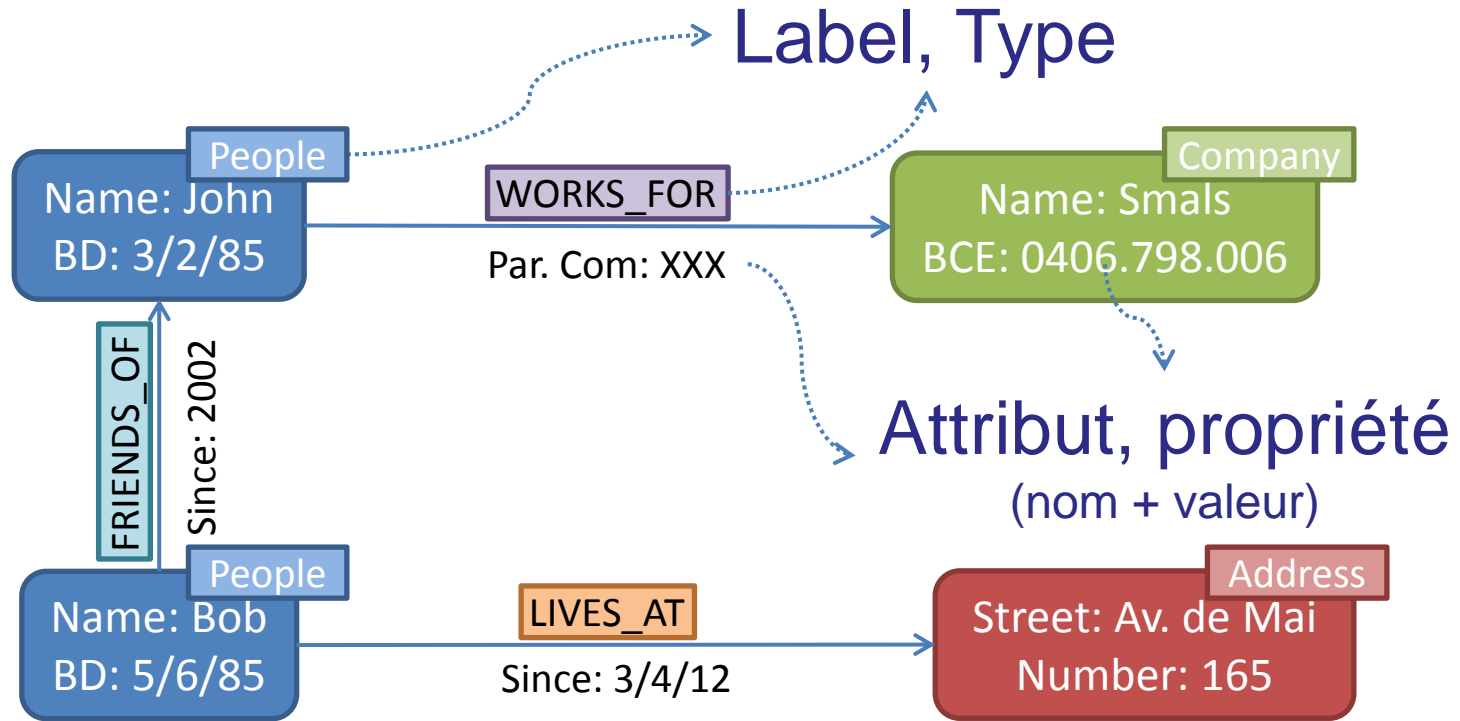 Label, Type
People
Name: John
BD: 3/2/85
WORKS_FOR
Par. Com: XXX
Company
Name: Smals
BCE: 0406.798.006
FRIENDS_OF
Since: 2002
Attribut, propriété
(nom + valeur)
People
Name: Bob
BD: 5/6/85
LIVES_AT
Since: 3/4/12
Address
Street: Av. de Mai
Number: 165